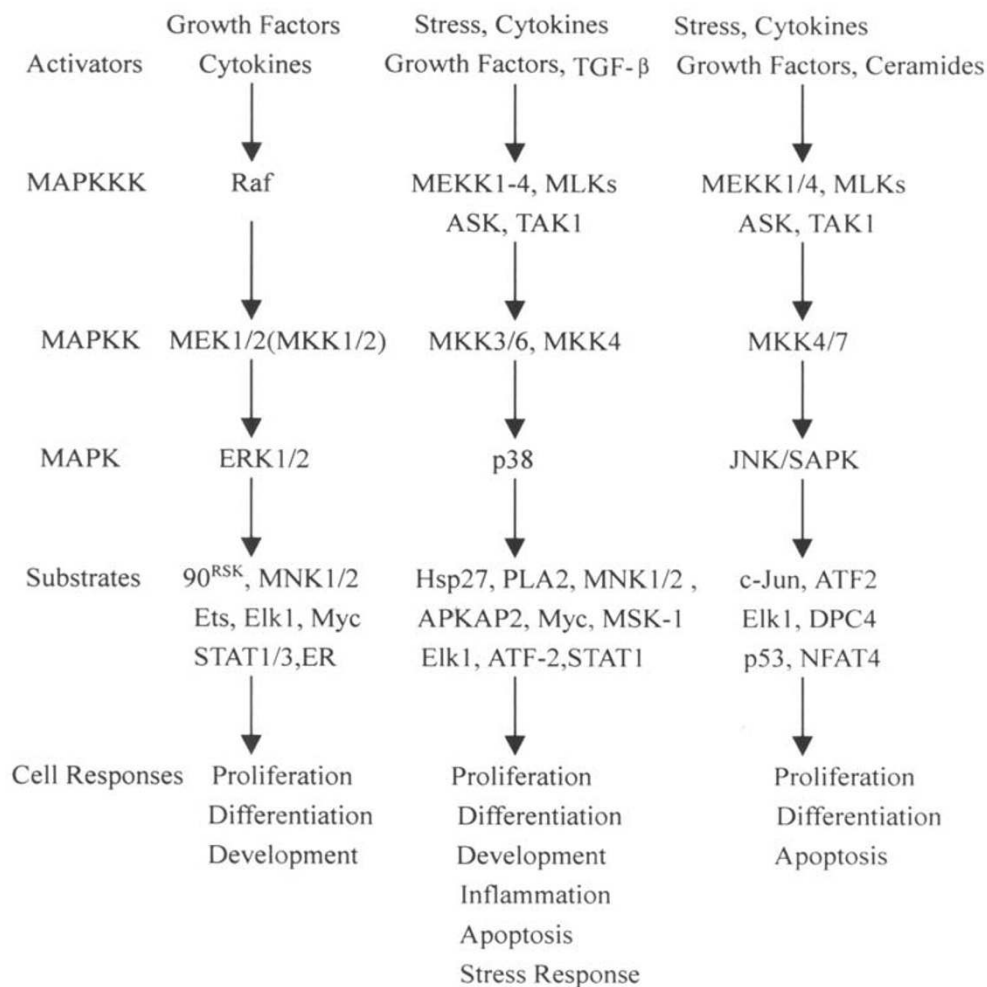 Growth Factors Stress, Cytokines Stress, Cytokines
Activators Cytokines Growth Factors, TGF-β Growth Factors, Ceramides
MAPKKK Raf MEKK1-4, MLKs MEKK1/4, MLKs
ASK, TAK1 ASK, TAK1
MAPKK MEK1/2(MKK1/2) MKK3/6, MKK4 MKK4/7
MAPK ERK1/2 p38 JNK/SAPK
Substrates 90RSK, MNK1/2 Hsp27, PLA2, MNK1/2 , c-Jun, ATF2
Ets, Elk1, Myc APKAP2, Myc, MSK-1 Elk1, DPC4
STAT1/3,ER Elk1, ATF-2,STAT1 p53, NFAT4
Cell Responses Proliferation Proliferation Proliferation
Differentiation Differentiation Differentiation
Development Development Apoptosis
Inflammation
Apoptosis
Stress Response